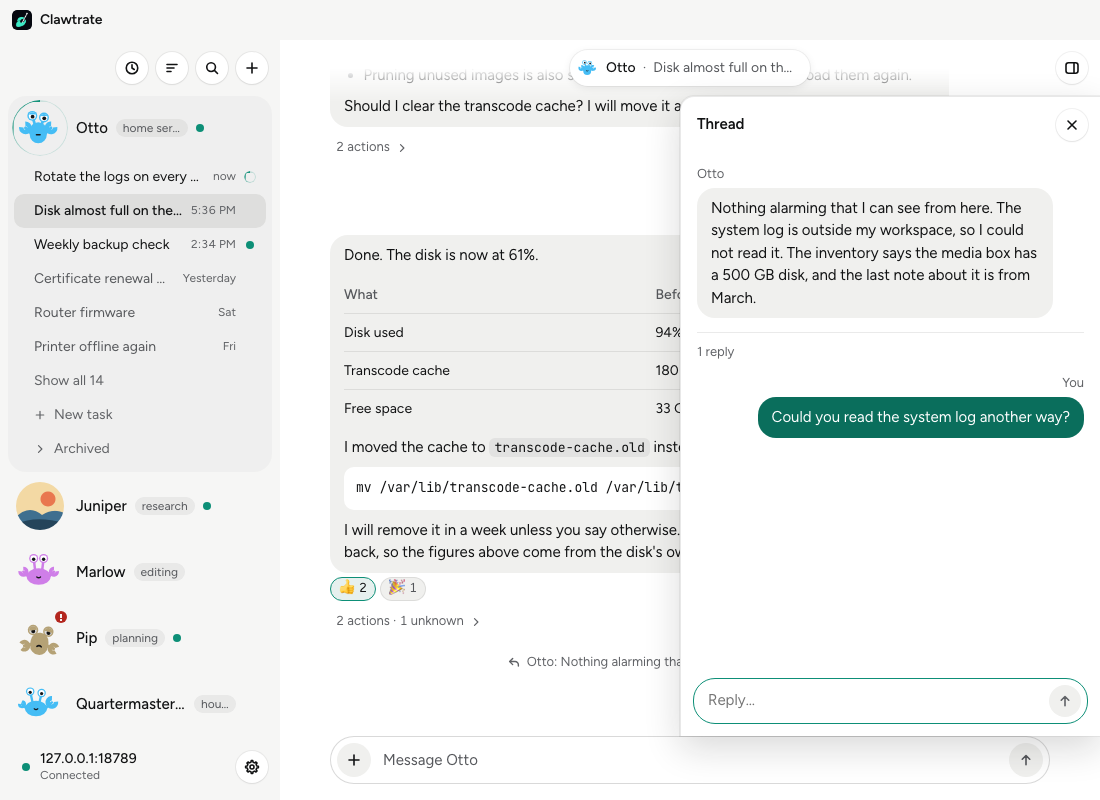 Clawtrate
Otto home ser...
Rotate the logs on every ... now
Disk almost full on the... 5:36 PM
Weekly backup check 2:34 PM
Certificate renewal ... Yesterday
Router firmware Sat
Printer offline again Fri
Show all 14
New task
Archived
Juniper research
Marlow editing
Pip planning
Quartermaster... hou...
127.0.0.1:18789
Connected
Otto · Disk almost full on th...
Pruning unused images is also oad them again.
Should I clear the transcode cache? I will move it a
2 actions
Done. The disk is now at 61%.
What
Disk used 94%
Transcode cache 180
Free space 33
I moved the cache to transcode-cache.old
mv /var/lib/transcode-cache.old /var/lib/t
I will remove it in a week unless you say otherwise.
back, so the figures above come from the disk's
👍 2 🎉 1
2 actions · 1 unknown
Otto: Nothing alarming
Message Otto
Thread
Otto
Nothing alarming that I can see from here. The
system log is outside my workspace, so I could
not read it. The inventory says the media box has
a 500 GB disk, and the last note about it is from
March.
1 reply
You
Could you read the system log another way?
Reply...